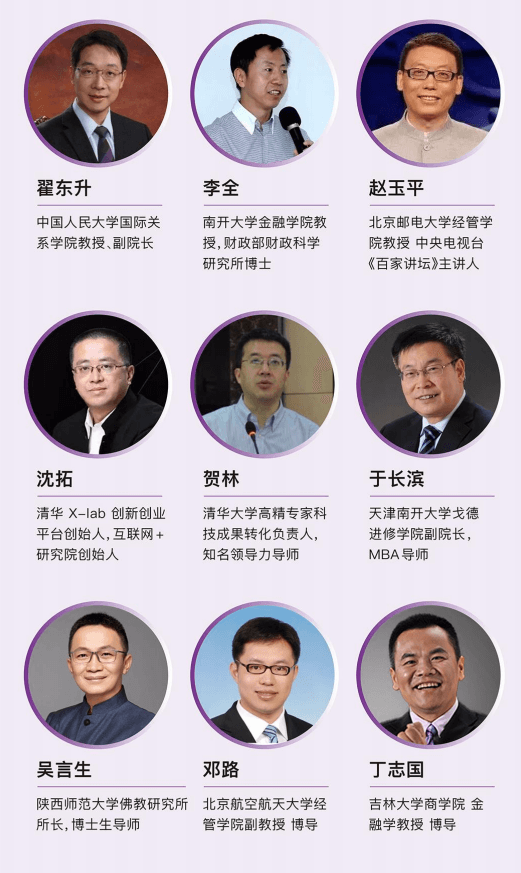 翟东升
中国人民大学国际关
系学院教授、副院长
李全
南开大学金融学院教
授，财政部财政科学
研究所博士
赵玉平
北京邮电大学经管学
院教授 中央电视台
《百家讲坛》主讲人
沈拓
清华 X-lab 创新创业
平台创始人，互联网+
研究院创始人
贺林
清华大学高精专家科
技成果转化负责人，
知名领导力导师
于长滨
天津南开大学戈德
进修学院副院长，
MBA导师
吴言生
陕西师范大学佛教研究所
所长，博士生导师
邓路
北京航空航天大学经
管学院副教授 博导
丁志国
吉林大学商学院 金
融学教授 博导